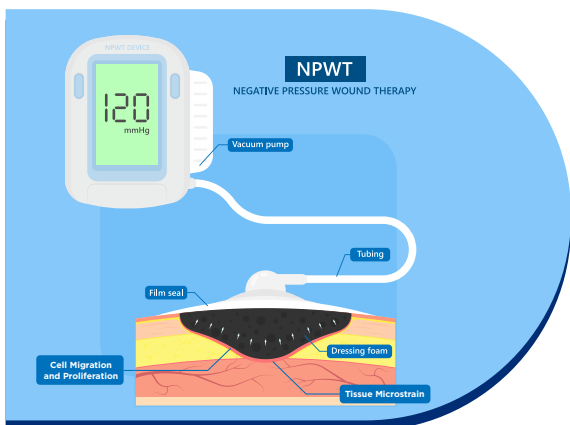 NPWT DEVICE
120
mmHg
NPWT
NEGATIVE PRESSURE WOUND THERAPY
Vacuum pump
Tubing
Film seal
Dressing foam
Cell Migration
and Proliferation
Tissue Microstrain